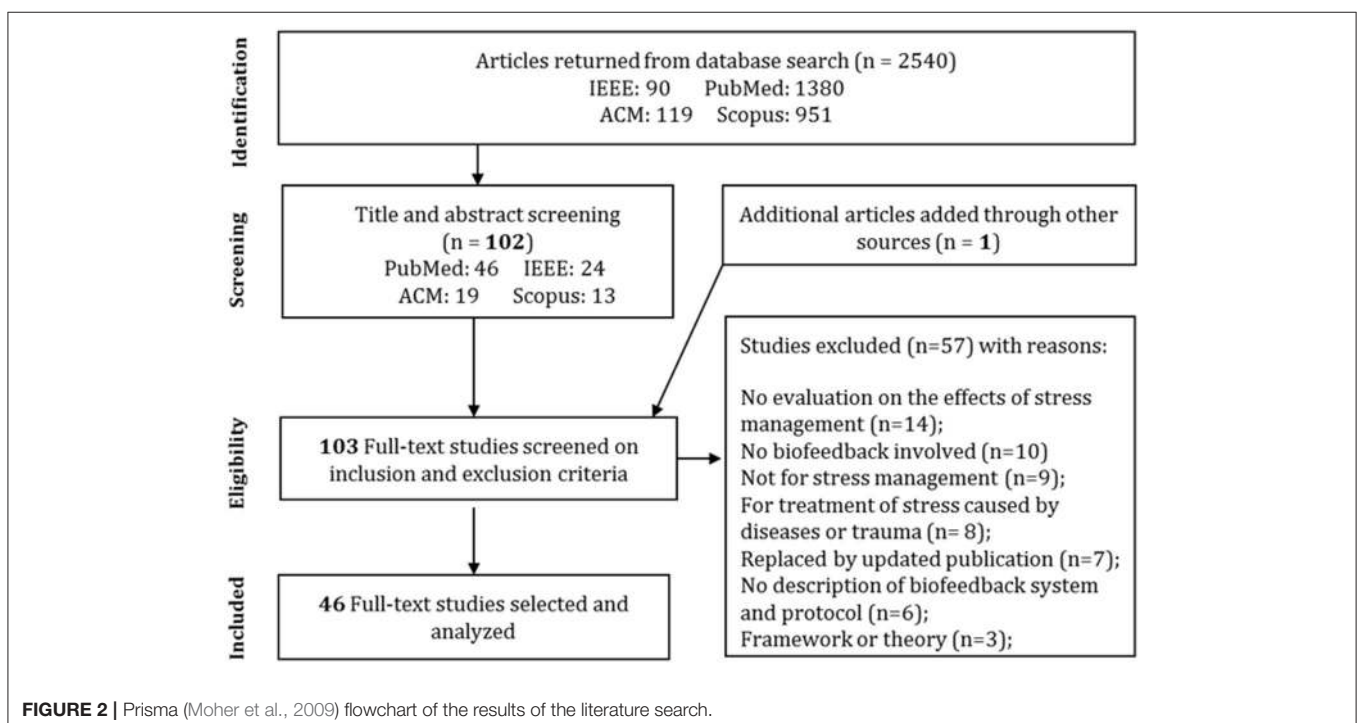 Identification
Articles returned from database search (n = 2540)
IEEE: 90 PubMed: 1380
ACM: 119 Scopus: 951
Screening
Title and abstract screening
(n = 102)
PubMed: 46 IEEE: 24
ACM: 19 Scopus: 13
Additional articles added through other
sources (n = 1)
Eligibility
103 Full-text studies screened on
inclusion and exclusion criteria
Studies excluded (n=57) with reasons:
No evaluation on the effects of stress
management (n=14);
No biofeedback involved (n=10)
Not for stress management (n=9);
For treatment of stress caused by
diseases or trauma (n= 8);
Replaced by updated publication (n=7);
No description of biofeedback system
and protocol (n=6);
Framework or theory (n=3);
Included
46 Full-text studies selected and
analyzed
FIGURE 2 | Prisma (Moher et al., 2009) flowchart of the results of the literature search.